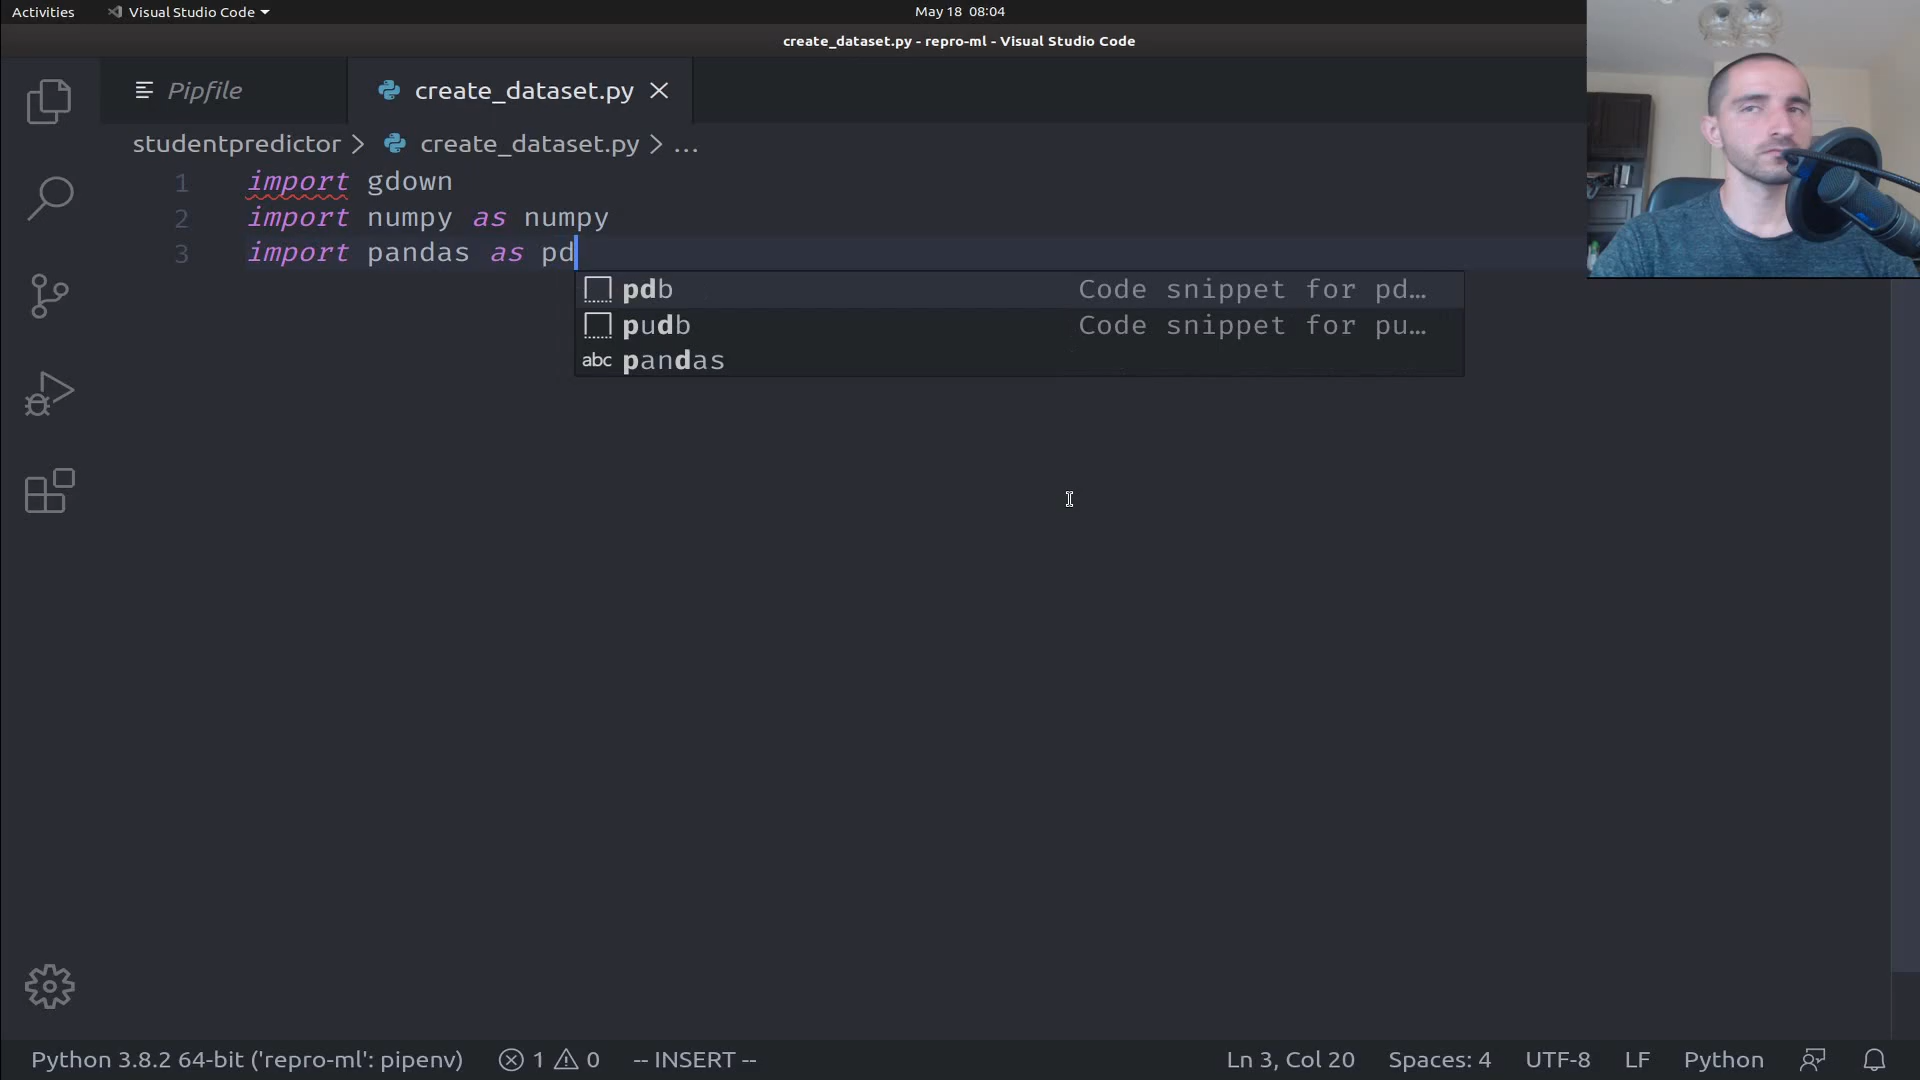 Activities Visual Studio Code May 18 08:04
create_dataset.py - repro-ml - Visual Studio Code
Pipfile create_dataset.py
studentpredictor > create_dataset.py > ...
1 import gdown
2 import numpy as numpy
3 import pandas as pd
pdb Code snippet for pd...
pudb Code snippet for pu...
abc pandas
Python 3.8.2 64-bit ('repro-ml': pipenv) 1 0 -- INSERT -- Ln 3, Col 20 Spaces: 4 UTF-8 LF Python